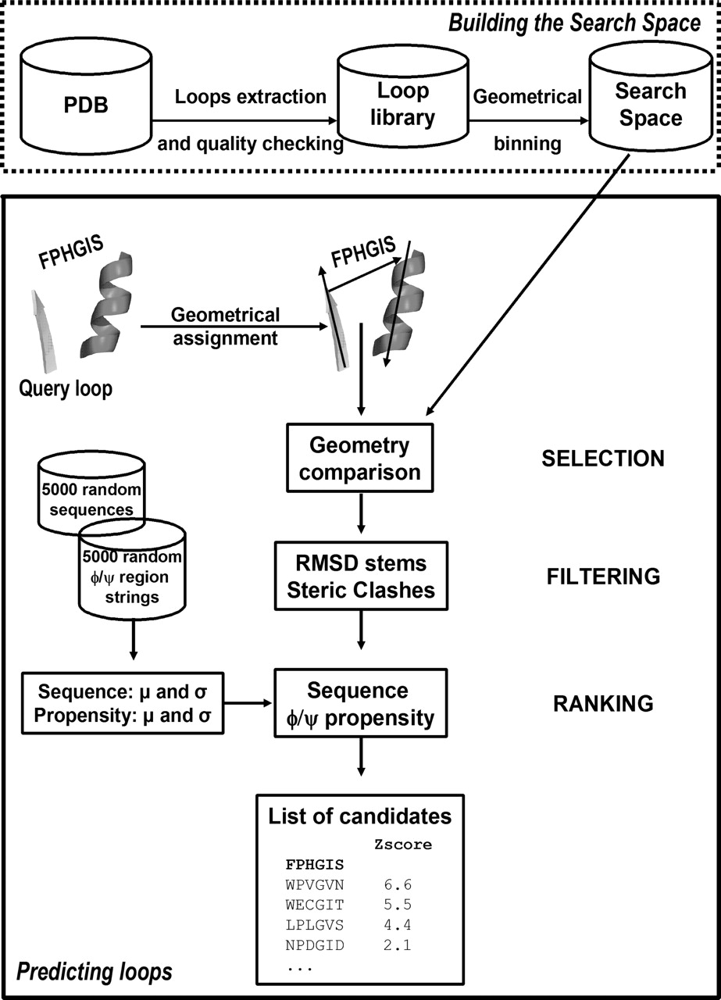 Building the Search Space
PDB
Loops extraction
and quality checking
Loop
library
Geometrical
binning
Search
Space
FPHGIS
Query loop
Geometrical
assignment
FPHGIS
Geometry
comparison
SELECTION
5000 random
sequences
5000 random
ϕ/ψ region
strings
RMSD stems
Steric Clashes
FILTERING
Sequence: μ and σ
Propensity: μ and σ
Sequence
ϕ/ψ propensity
RANKING
List of candidates
Zscore
FPHGIS
WPVGVN 6.6
WECGIT 5.5
LPLGVS 4.4
NPDGID 2.1
...
Predicting loops